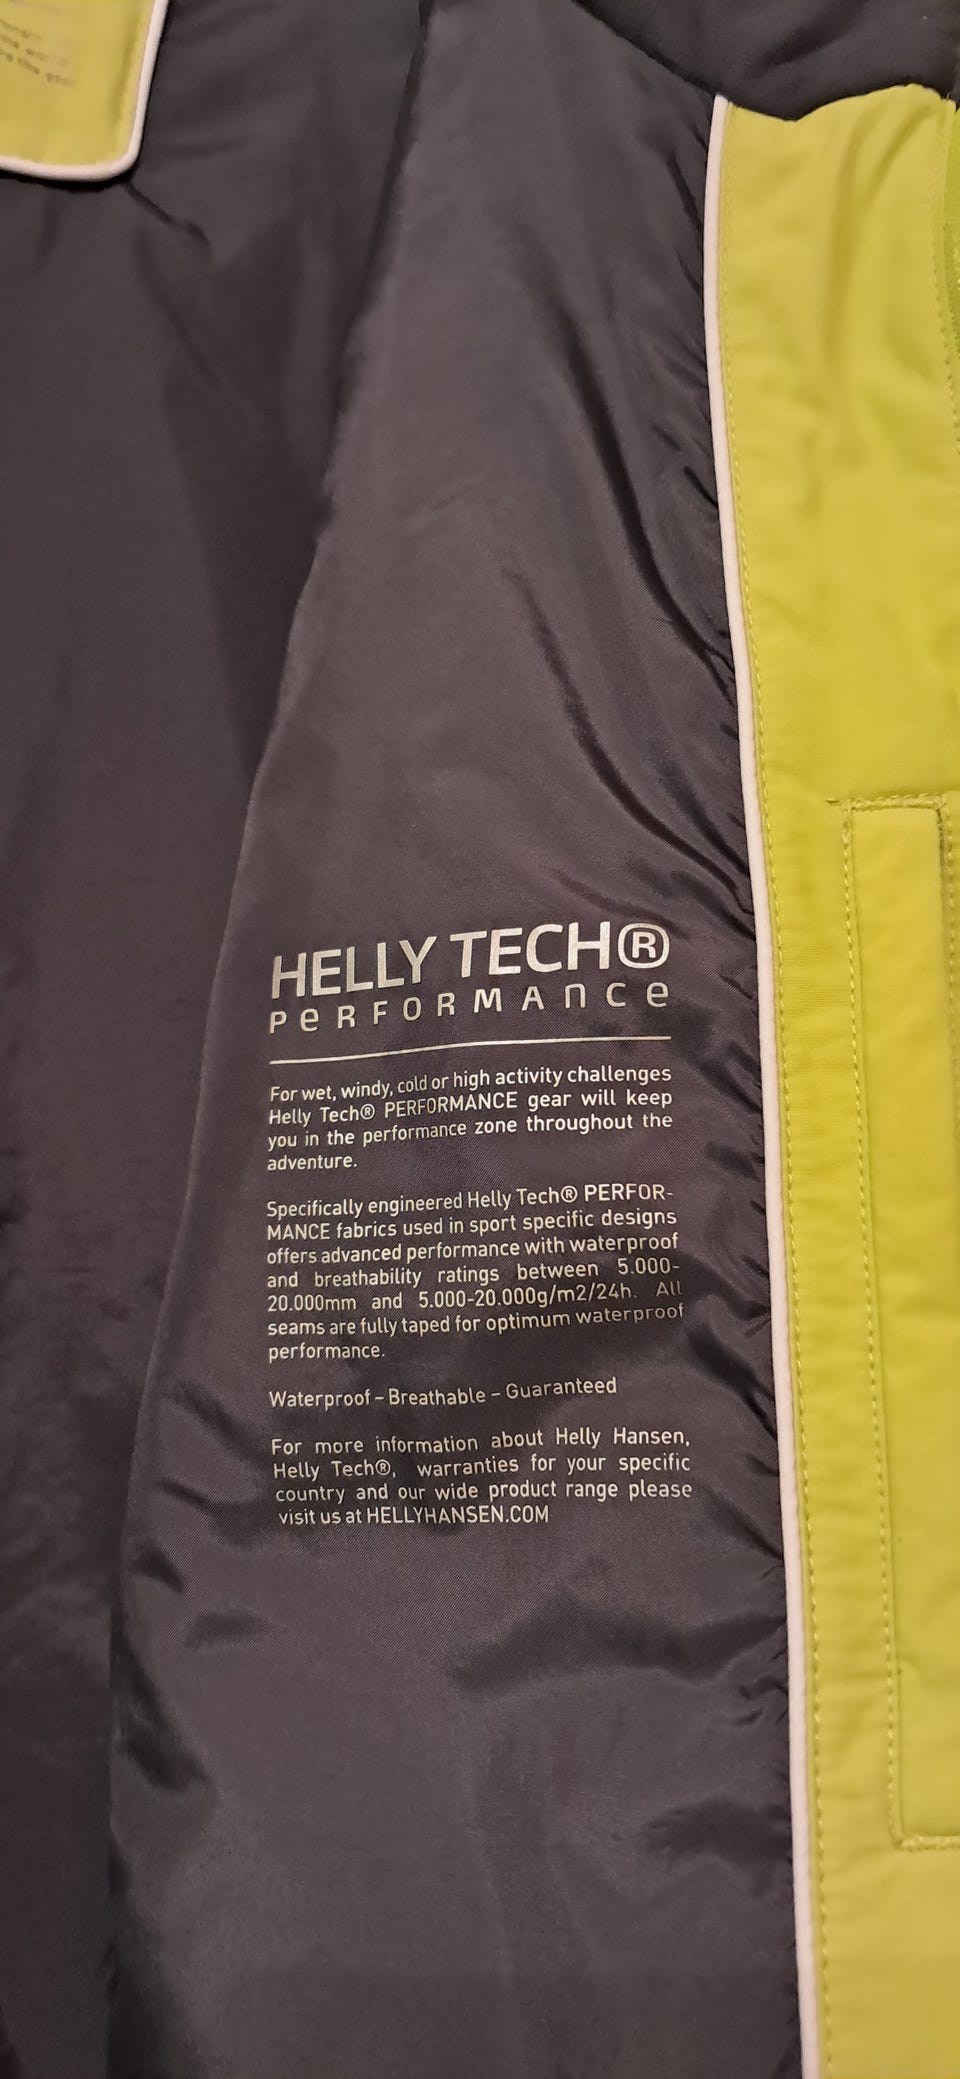 HELLY TECH®
PERFORMANCE
For wet, windy, cold or high activity challenges
Helly Tech® PERFORMANCE gear will keep
you in the performance zone throughout the
adventure.
Specifically engineered Helly Tech® PERFOR-
MANCE fabrics used in sport specific designs
offers advanced performance with waterproof
and breathability ratings between 5.000-
20.000mm and 5.000-20.000g/m2/24h. All
seams are fully taped for optimum waterproof
performance.
Waterproof – Breathable – Guaranteed
For more information about Helly Hansen,
Helly Tech®, warranties for your specific
country and our wide product range please
visit us at HELLYHANSEN.COM